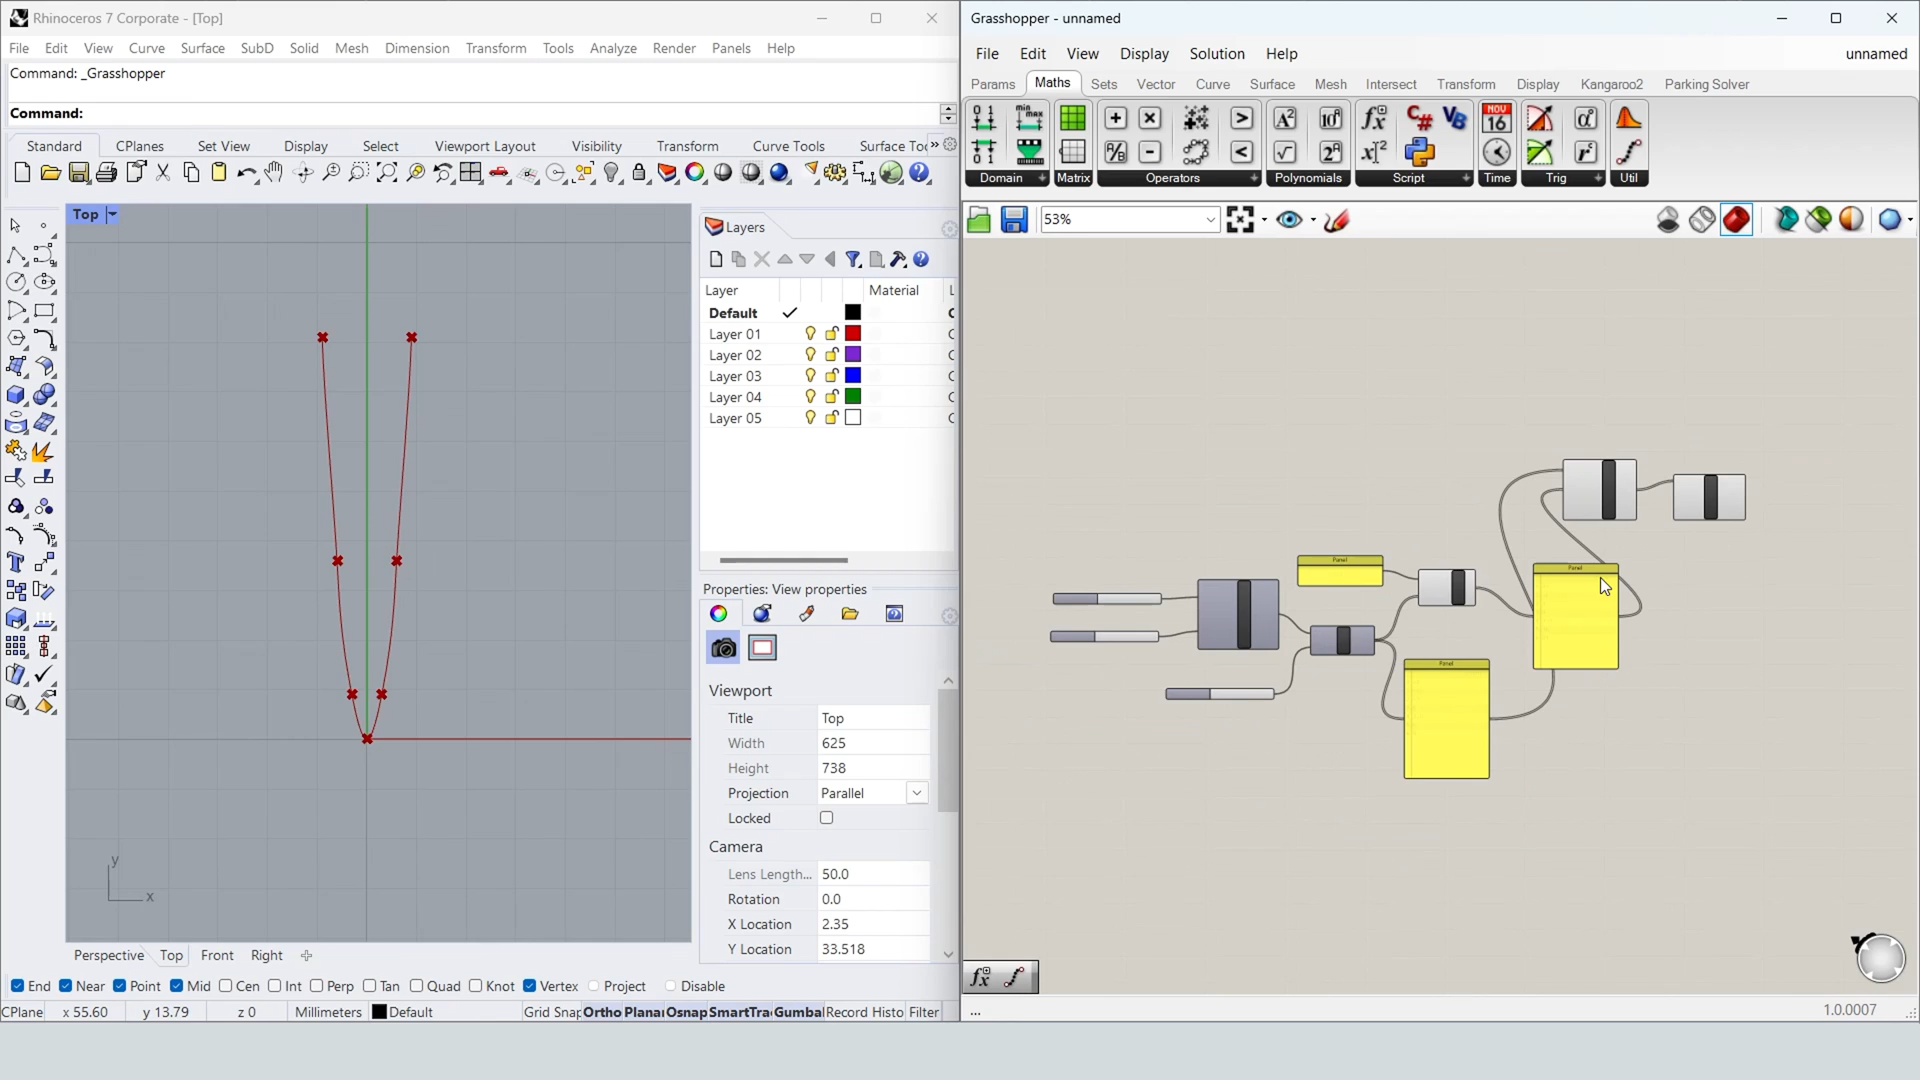 Rhinoceros 7 Corporate - [Top]
File Edit View Curve Surface SubD Solid Mesh Dimension Transform Tools Analyze Render Panels Help
Command: _Grasshopper
Command:
Standard CPlanes Set View Display Select Viewport Layout Visibility Transform Curve Tools Surface Too »
Top
Layers
Layer Material L
Default
Layer 01
Layer 02
Layer 03
Layer 04
Layer 05
Properties: View properties
Viewport
Title Top
Width 625
Height 738
Projection Parallel
Locked
Camera
Lens Length... 50.0
Rotation 0.0
X Location 2.35
Y Location 33.518
y
x
Perspective Top Front Right
End Near Point Mid Cen Int Perp Tan Quad Knot Vertex Project Disable
CPlane x 55.60 y 13.79 z 0 Millimeters Default Grid Snap Ortho Planar Osnap SmartTra Gumbal Record Histo Filter
Grasshopper - unnamed
File Edit View Display Solution Help unnamed
Params Maths Sets Vector Curve Surface Mesh Intersect Transform Display Kangaroo2 Parking Solver
Domain Matrix Operators Polynomials Script Time Trig Util
53%
Panel
Panel
Panel
... 1.0.0007